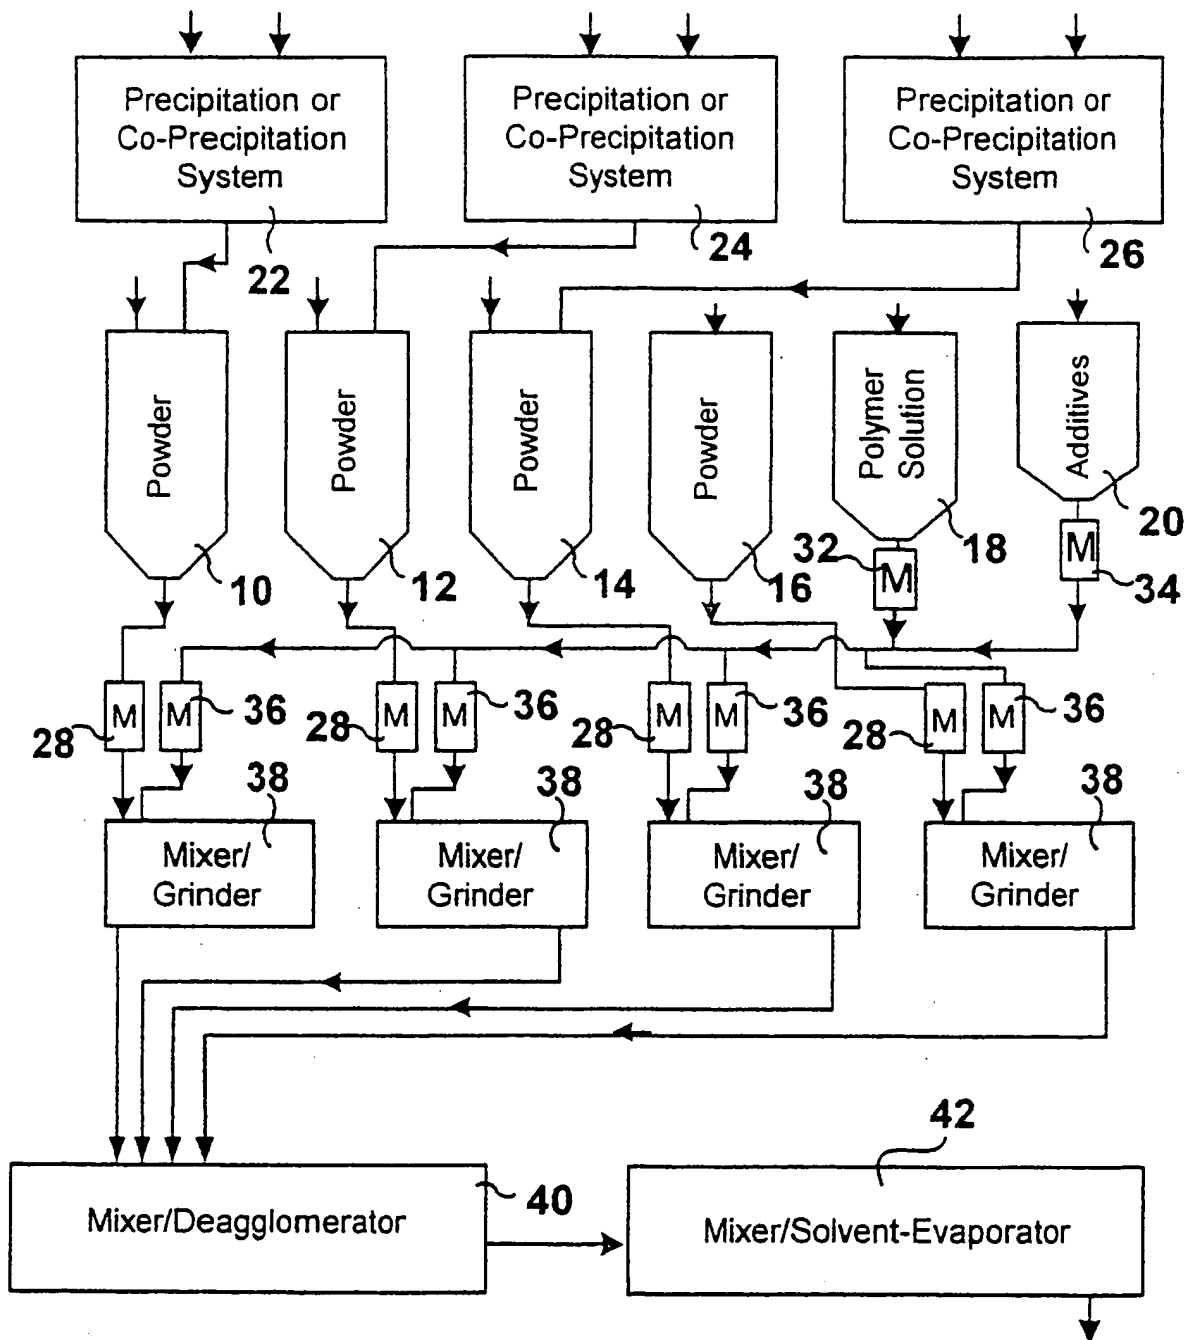 Precipitation or
Co-Precipitation
System
22
Precipitation or
Co-Precipitation
System
24
Precipitation or
Co-Precipitation
System
26
Powder
10
Powder
12
Powder
14
Powder
16
Polymer
Solution
18
Additives
20
32
M
M
34
28
M
M
36
28
M
M
36
28
M
M
36
28
M
M
36
38
Mixer/
Grinder
38
Mixer/
Grinder
38
Mixer/
Grinder
38
Mixer/
Grinder
Mixer/Deagglomerator
40
42
Mixer/Solvent-Evaporator